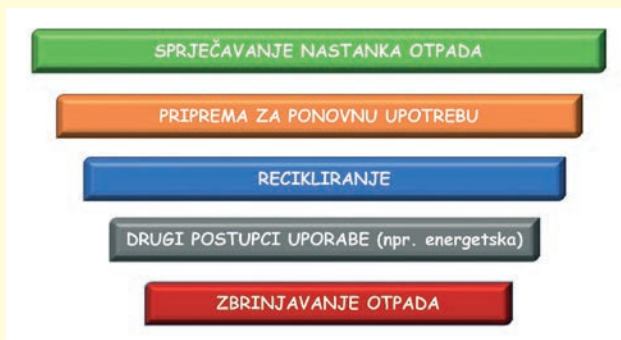 SPRJEČAVANJE NASTANKA OTPADA
PRIPREMA ZA PONOVNU UPOTREBU
RECIKLIRANJE
DRUGI POSTUPCI UPORABE (npr. energetska)
ZBRINJAVANJE OTPADA